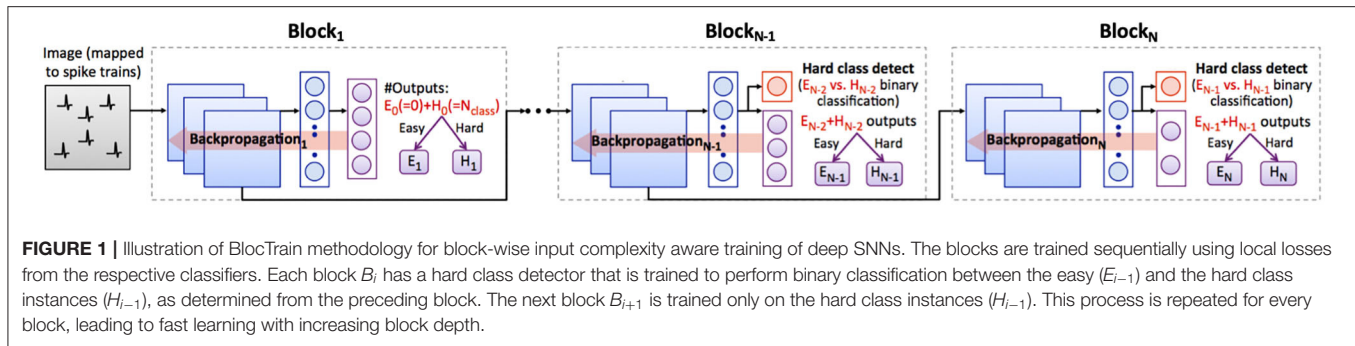 Block1
Image (mapped
to spike trains)
#Outputs:
E0(=0)+H0(=Nclass)
Easy Hard
E1 H1
Backpropagation1
BlockN-1
Hard class detect
(EN-2 vs. HN-2 binary
classification)
EN-2+HN-2 outputs
Easy Hard
EN-1 HN-1
BackpropagationN-1
BlockN
Hard class detect
(EN-1 vs. HN-1 binary
classification)
EN-1+HN-1 outputs
Easy Hard
EN HN
BackpropagationN
FIGURE 1 | Illustration of BlocTrain methodology for block-wise input complexity aware training of deep SNNs. The blocks are trained sequentially using local losses
from the respective classifiers. Each block Bi has a hard class detector that is trained to perform binary classification between the easy (Ei−1) and the hard class
instances (Hi−1), as determined from the preceding block. The next block Bi+1 is trained only on the hard class instances (Hi−1). This process is repeated for every
block, leading to fast learning with increasing block depth.